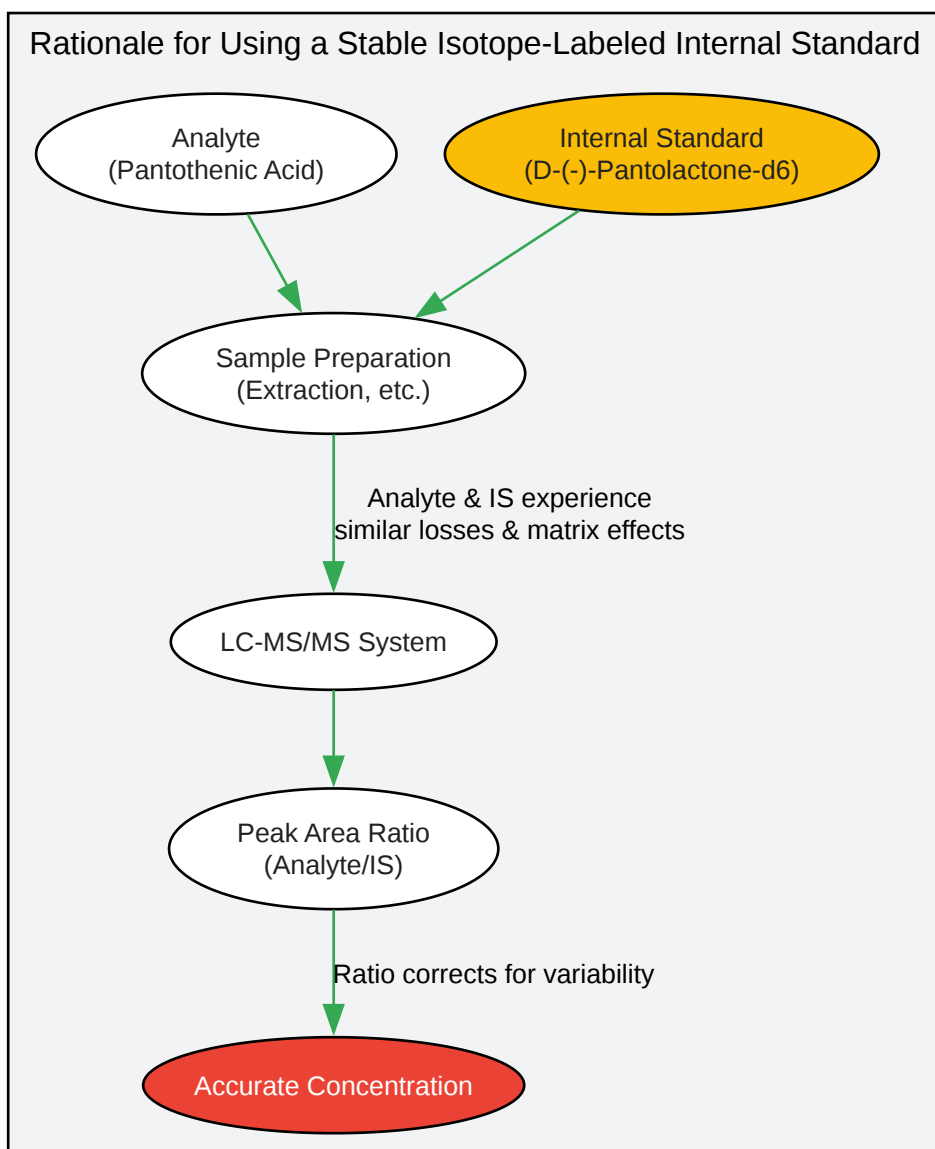 Rationale for Using a Stable Isotope-Labeled Internal Standard
Analyte
(Pantothenic Acid)
Internal Standard
(D-(-)-Pantolactone-d6)
Sample Preparation
(Extraction, etc.)
Analyte & IS experience
similar losses & matrix effects
LC-MS/MS System
Peak Area Ratio
(Analyte/IS)
Ratio corrects for variability
Accurate Concentration